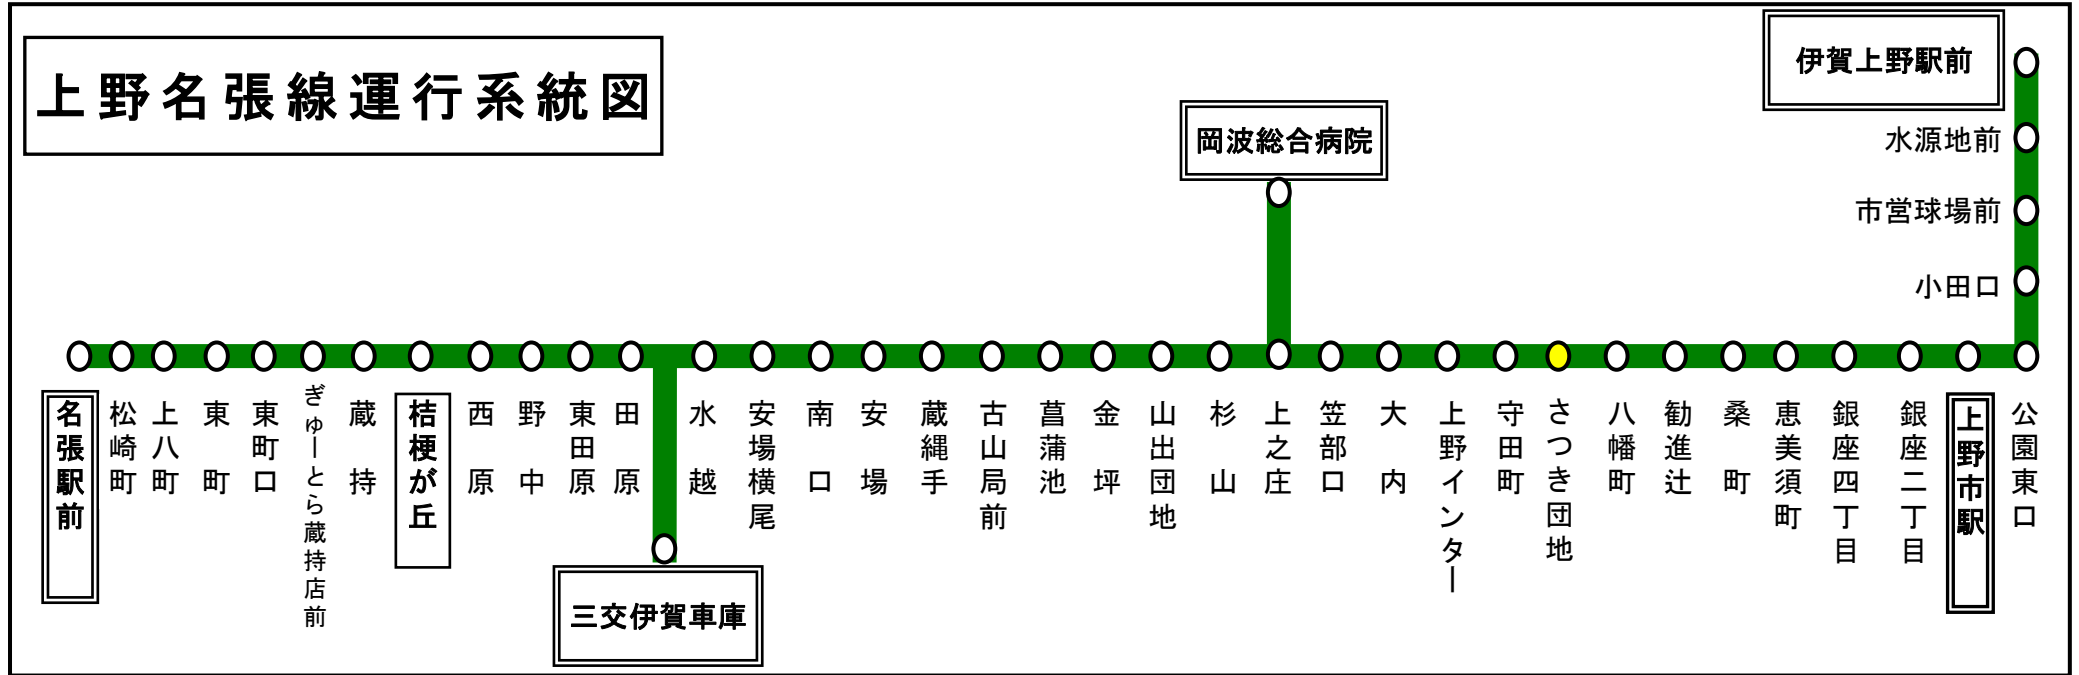 上野名張線運行系統図
伊賀上野駅前
岡波総合病院
水源地前
市営球場前
小田口
名張駅前
松崎町
上八町
東町
東町口
ぎゅーとら蔵持店前
蔵持
桔梗が丘
西原
野中
東田原
田原
水越
安場横尾
南口
安場
蔵縄手
古山局前
菖蒲池
金坪
山出団地
杉山
上之庄
笠部口
大内
上野インター
守田町
さつき団地
八幡町
勧進辻
桑町
恵美須町
銀座四丁目
銀座二丁目
上野市駅
公園東口
三交伊賀車庫